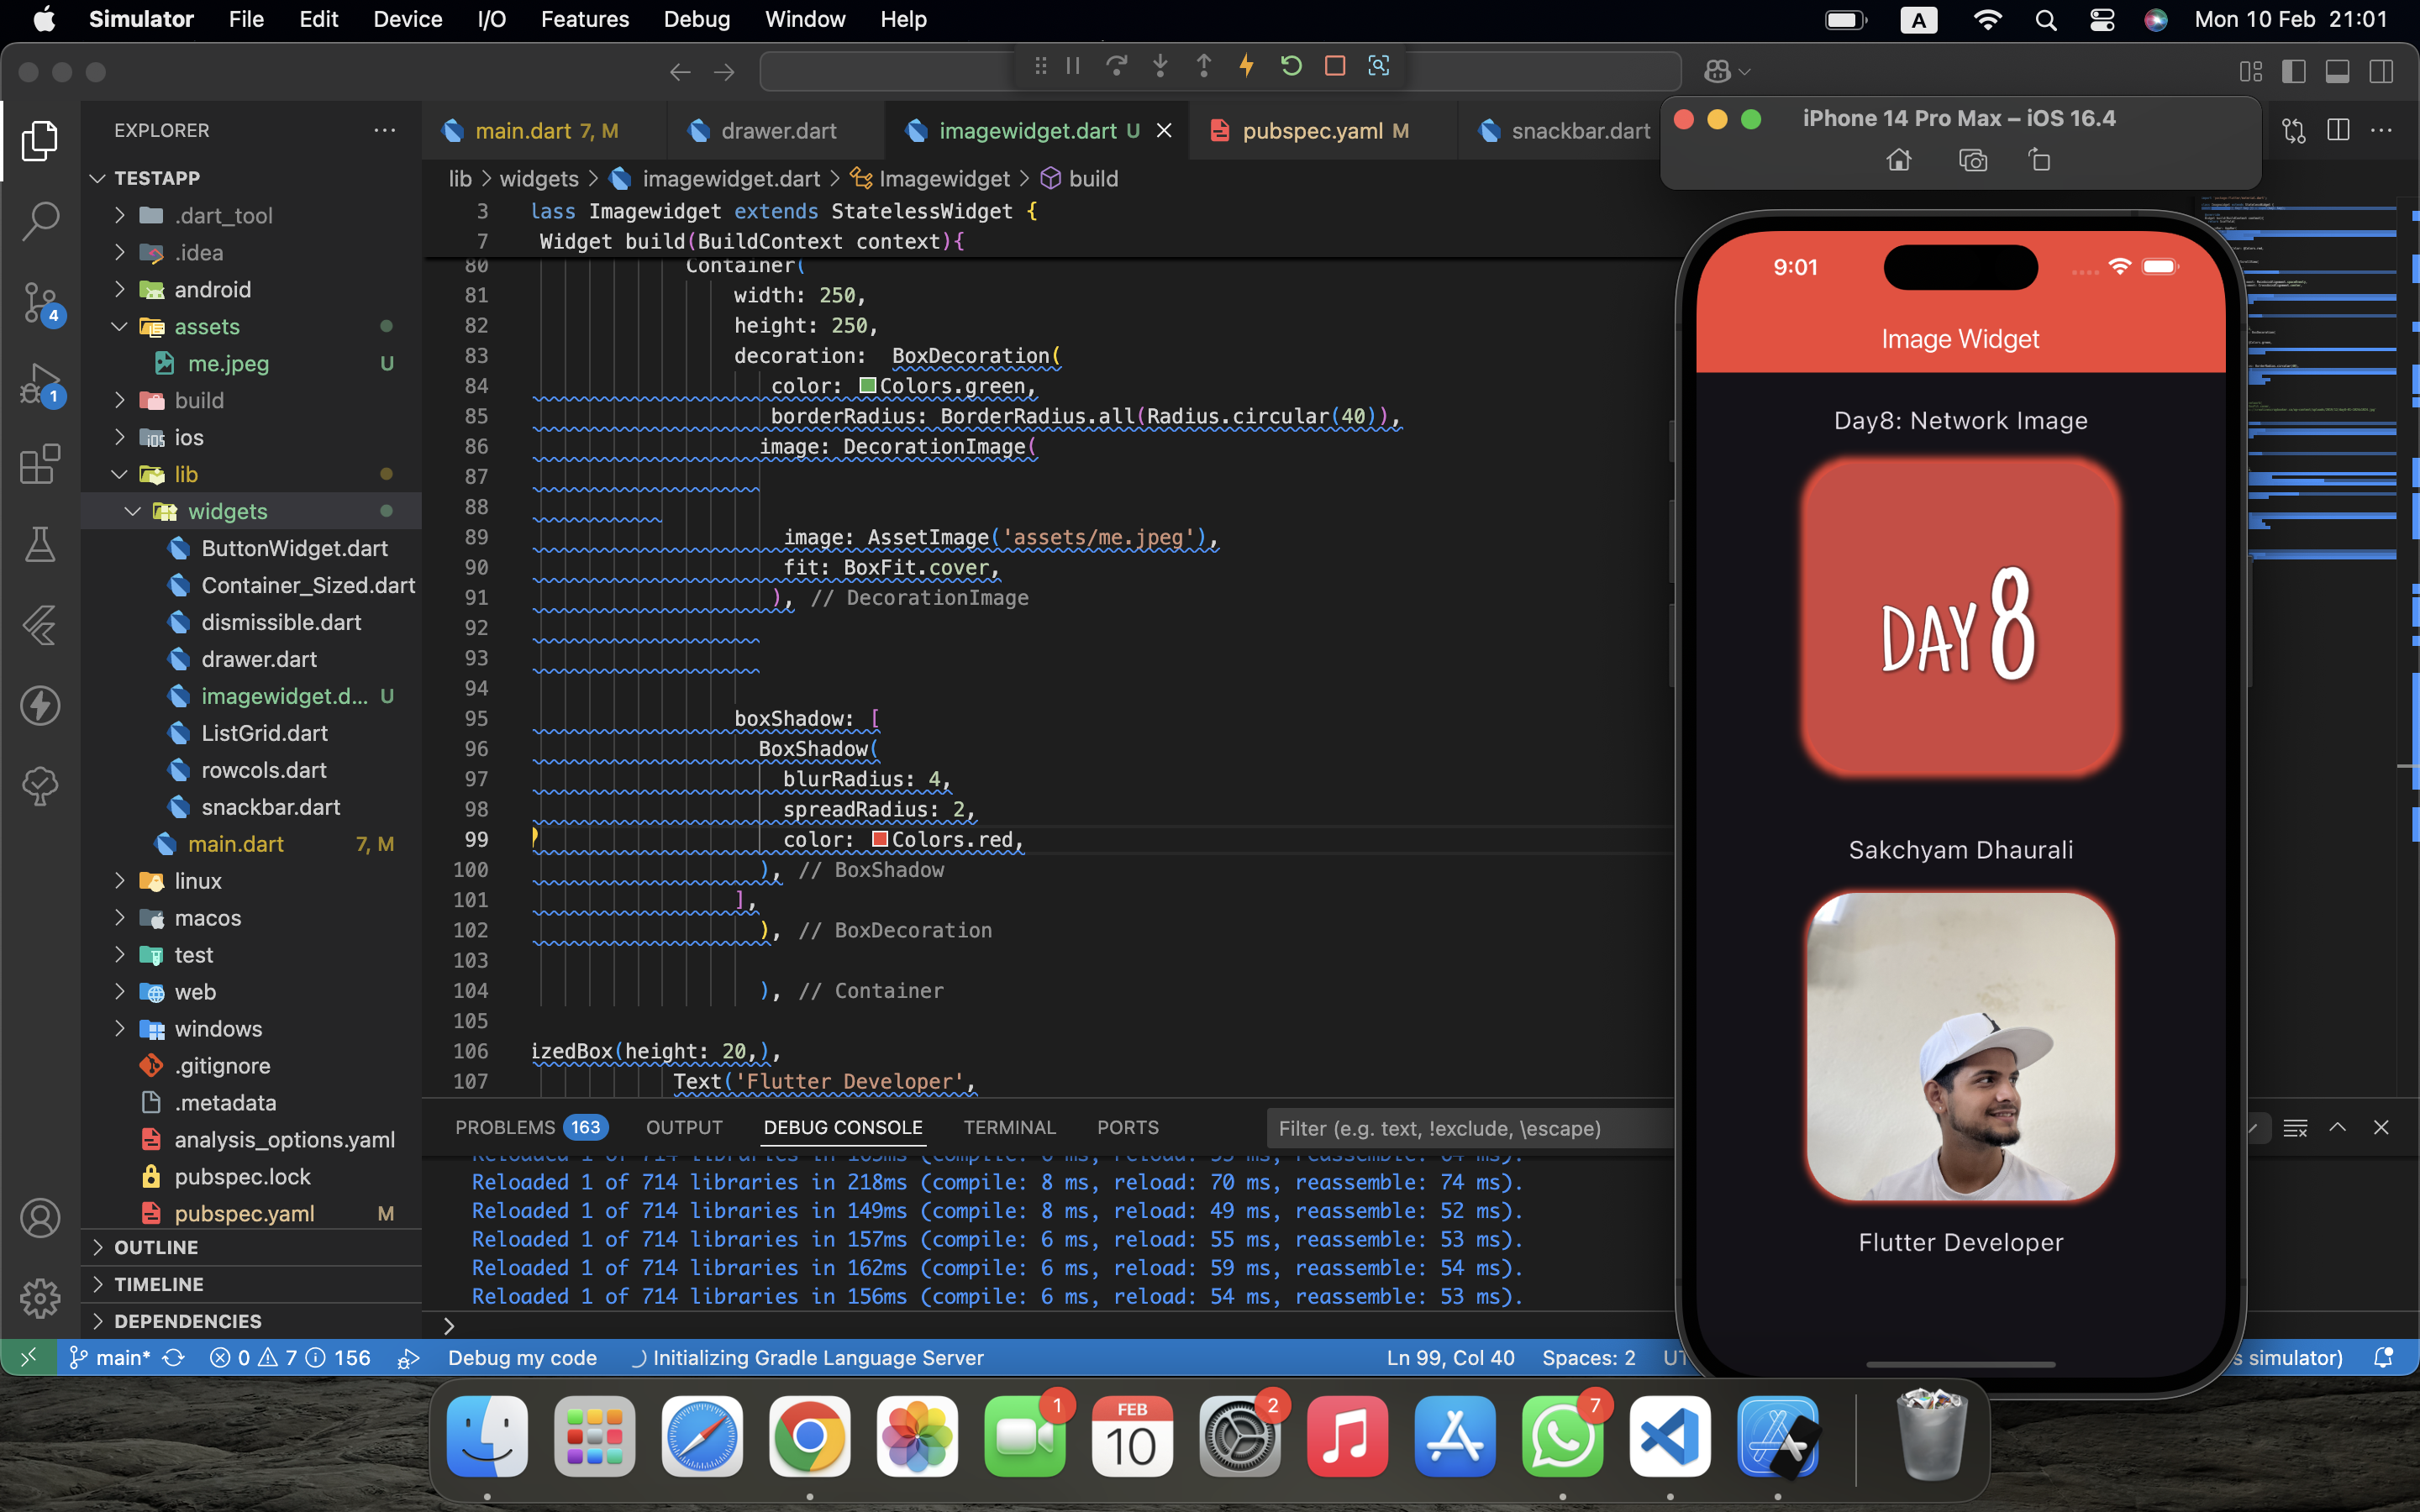 Simulator File Edit Device I/O Features Debug Window Help A Mon 10 Feb 21:01
EXPLORER
main.dart 7, M drawer.dart imagewidget.dart U pubspec.yaml M snackbar.dart
iPhone 14 Pro Max – iOS 16.4
lib > widgets > imagewidget.dart > Imagewidget > build
TESTAPP
.dart_tool
.idea
android
assets
me.jpeg U
build
ios
lib
widgets
ButtonWidget.dart
Container_Sized.dart
dismissible.dart
drawer.dart
imagewidget.d... U
ListGrid.dart
rowcols.dart
snackbar.dart
main.dart 7, M
linux
macos
test
web
windows
.gitignore
.metadata
analysis_options.yaml
pubspec.lock
pubspec.yaml M
OUTLINE
TIMELINE
DEPENDENCIES
4
1
3 lass Imagewidget extends StatelessWidget {
7 Widget build(BuildContext context){
80 Container(
81 width: 250,
82 height: 250,
83 decoration: BoxDecoration(
84 color: Colors.green,
85 borderRadius: BorderRadius.all(Radius.circular(40)),
86 image: DecorationImage(
87
88
89 image: AssetImage('assets/me.jpeg'),
90 fit: BoxFit.cover,
91 ), // DecorationImage
92
93
94
95 boxShadow: [
96 BoxShadow(
97 blurRadius: 4,
98 spreadRadius: 2,
99 color: Colors.red,
100 ), // BoxShadow
101 ],
102 ), // BoxDecoration
103
104 ), // Container
105
106 izedBox(height: 20,),
107 Text('Flutter Developer',
PROBLEMS 163 OUTPUT DEBUG CONSOLE TERMINAL PORTS Filter (e.g. text, !exclude, \escape)
Reloaded 1 of 714 libraries in 218ms (compile: 8 ms, reload: 70 ms, reassemble: 74 ms).
Reloaded 1 of 714 libraries in 149ms (compile: 8 ms, reload: 49 ms, reassemble: 52 ms).
Reloaded 1 of 714 libraries in 157ms (compile: 6 ms, reload: 55 ms, reassemble: 53 ms).
Reloaded 1 of 714 libraries in 162ms (compile: 6 ms, reload: 59 ms, reassemble: 54 ms).
Reloaded 1 of 714 libraries in 156ms (compile: 6 ms, reload: 54 ms, reassemble: 53 ms).
>
9:01
Image Widget
Day8: Network Image
DAY 8
Sakchyam Dhaurali
Flutter Developer
main* 0 7 156 Debug my code Initializing Gradle Language Server Ln 99, Col 40 Spaces: 2 simulator)
1
FEB
10
2
7